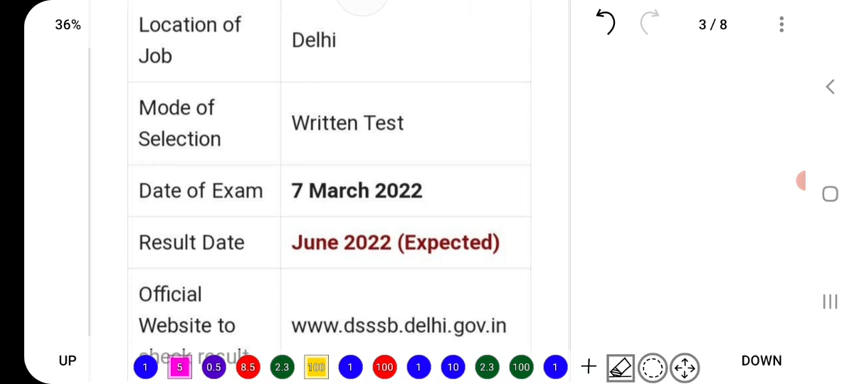 36%
3 / 8
Location of
Job
Delhi
Mode of
Selection
Written Test
Date of Exam
7 March 2022
Result Date
June 2022 (Expected)
Official
Website to
check result
www.dsssb.delhi.gov.in
UP
1 5 0.5 8.5 2.3 100 1 100 1 10 2.3 100 1
DOWN